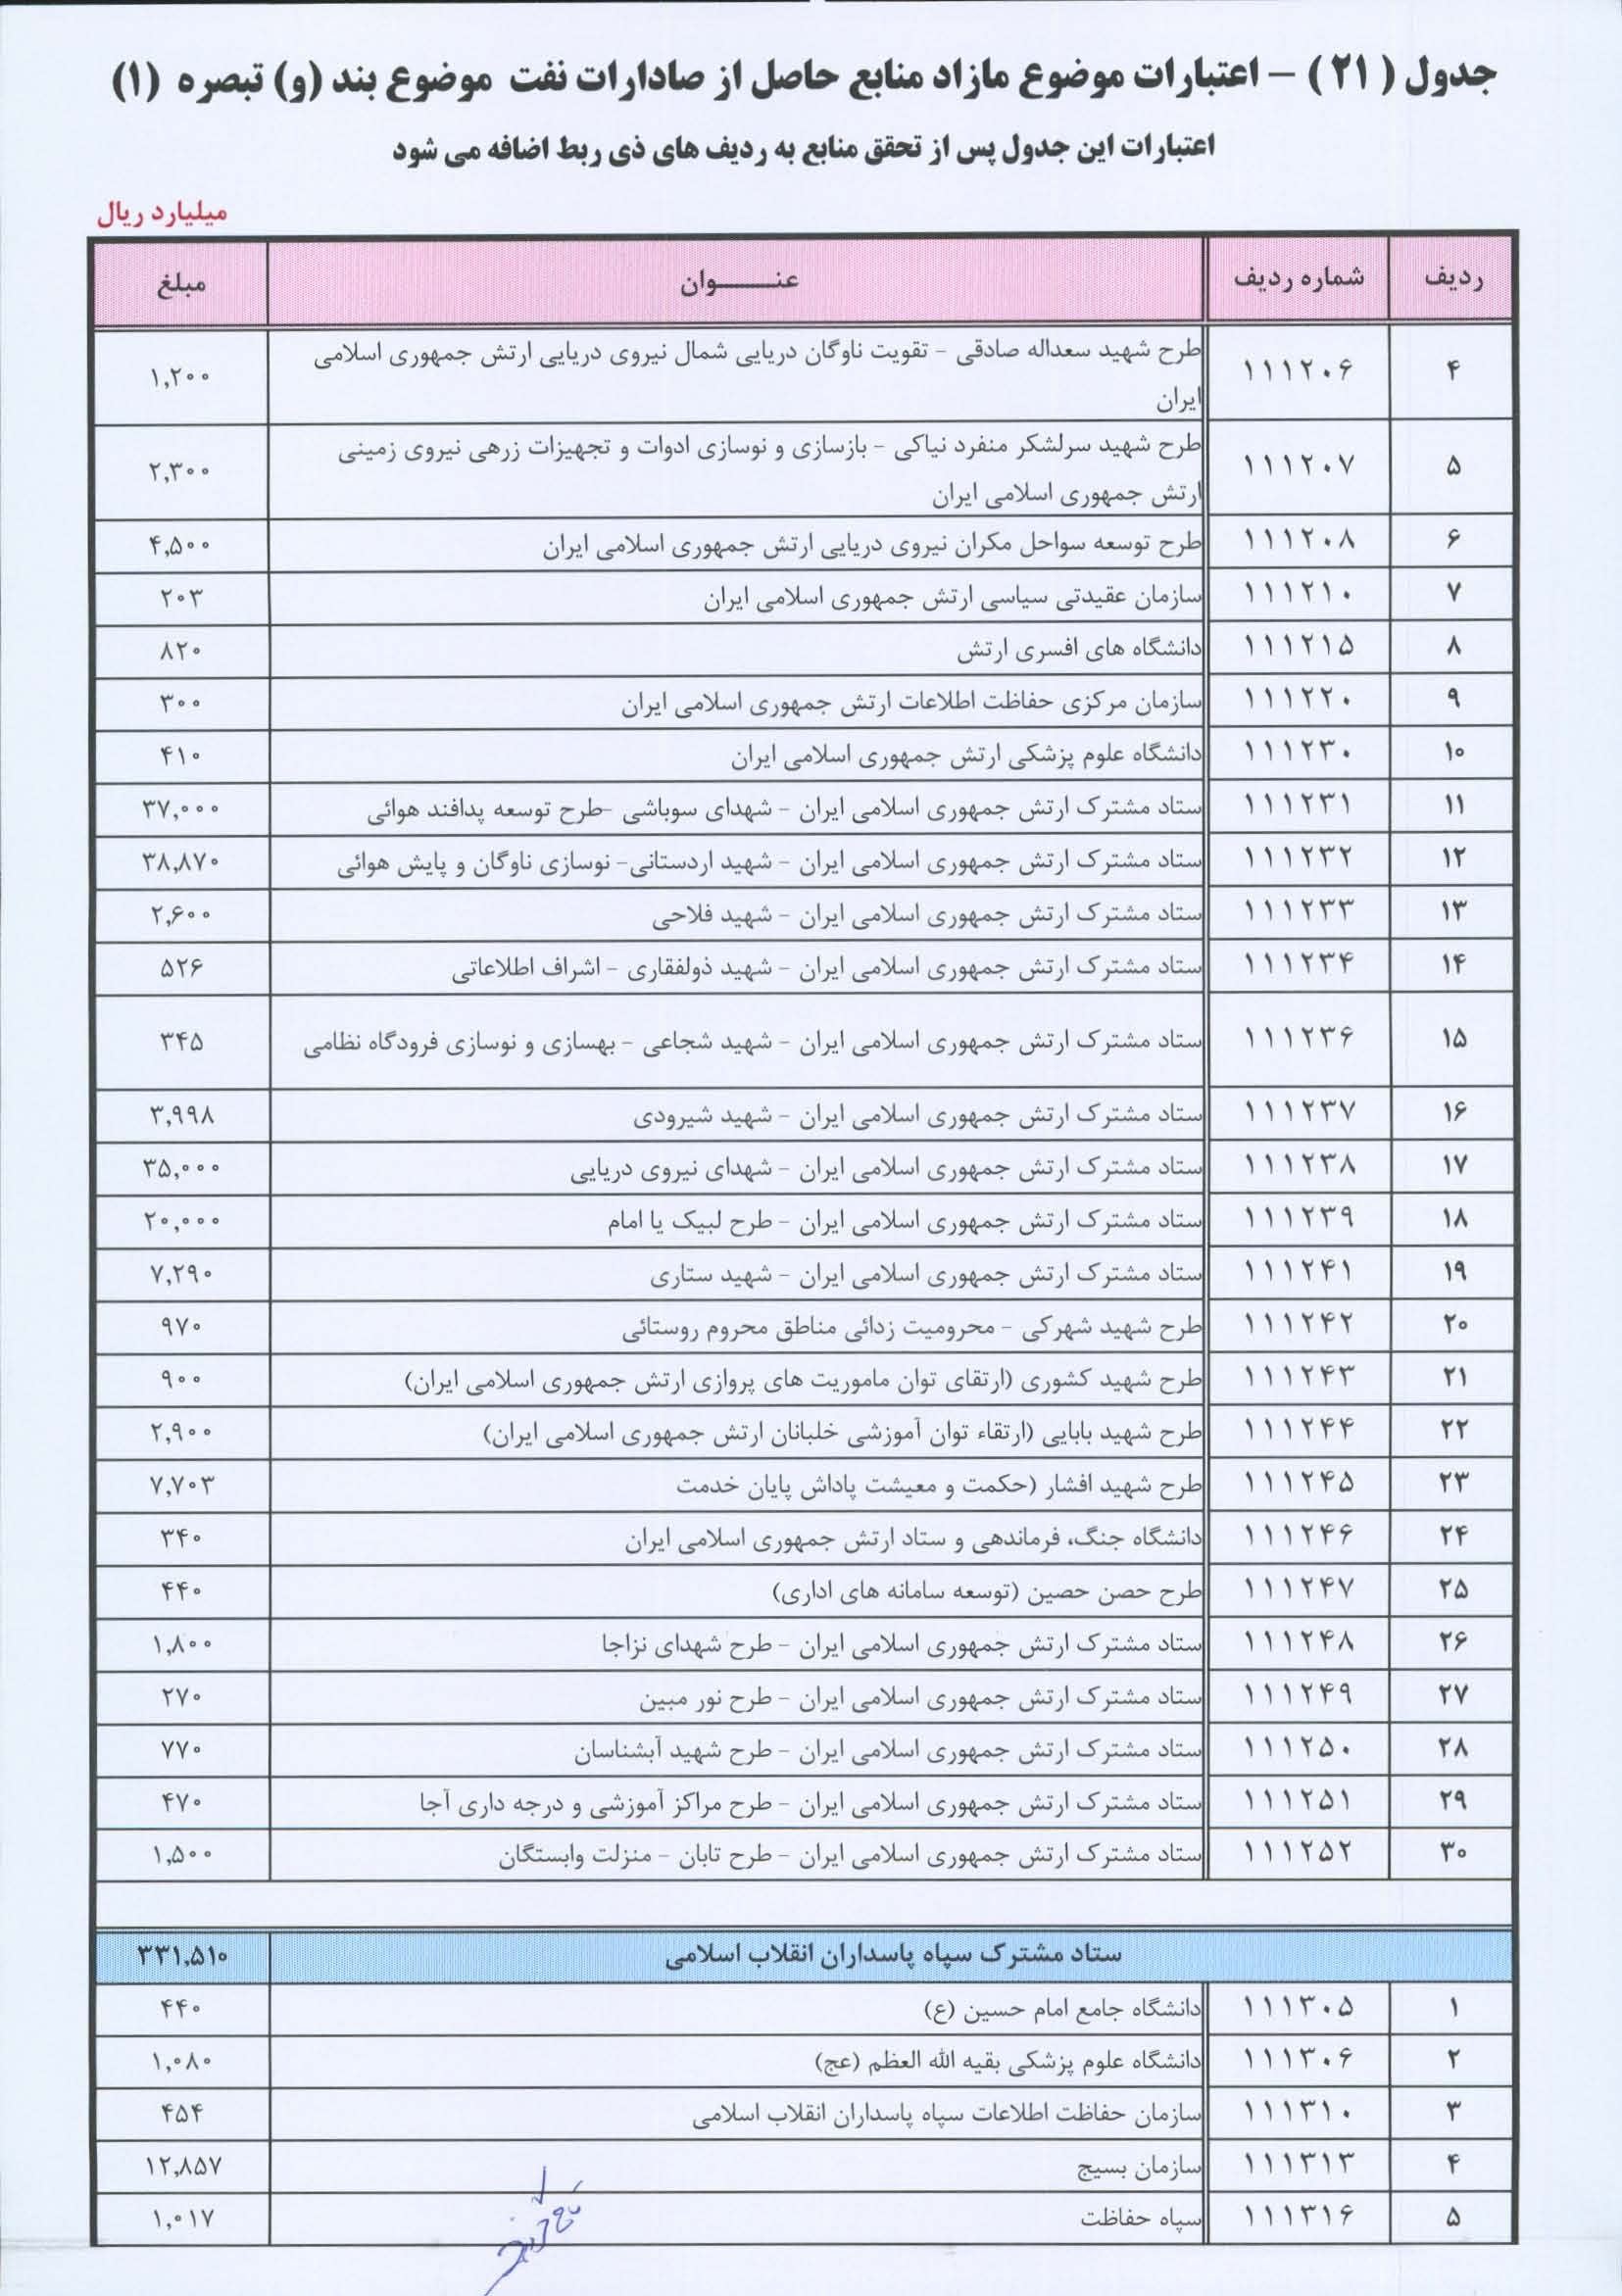 جدول (۲۱) – اعتبارات موضوع مازاد منابع حاصل از صادارات نفت موضوع بند (و) تبصره (۱)
اعتبارات این جدول پس از تحقق منابع به ردیف های ذی ربط اضافه می شود
میلیارد ریال
ردیف شماره ردیف عنـــــوان مبلغ
۴ ۱۱۱۲۰۶ طرح شهید سعداله صادقی - تقویت ناوگان دریایی شمال نیروی دریایی ارتش جمهوری اسلامی ۱,۲۰۰
ایران
۵ ۱۱۱۲۰۷ طرح شهید سرلشکر منفرد نیاکی - بازسازی و نوسازی ادوات و تجهیزات زرهی نیروی زمینی ۲,۳۰۰
ارتش جمهوری اسلامی ایران
۶ ۱۱۱۲۰۸ طرح توسعه سواحل مکران نیروی دریایی ارتش جمهوری اسلامی ایران ۴,۵۰۰
۷ ۱۱۱۲۱۰ سازمان عقیدتی سیاسی ارتش جمهوری اسلامی ایران ۲۰۳
۸ ۱۱۱۲۱۵ دانشگاه های افسری ارتش ۸۲۰
۹ ۱۱۱۲۲۰ سازمان مرکزی حفاظت اطلاعات ارتش جمهوری اسلامی ایران ۳۰۰
۱۰ ۱۱۱۲۳۰ دانشگاه علوم پزشکی ارتش جمهوری اسلامی ایران ۴۱۰
۱۱ ۱۱۱۲۳۱ ستاد مشترک ارتش جمهوری اسلامی ایران - شهدای سوباشی -طرح توسعه پدافند هوائی ۳۷,۰۰۰
۱۲ ۱۱۱۲۳۲ ستاد مشترک ارتش جمهوری اسلامی ایران - شهید اردستانی- نوسازی ناوگان و پایش هوائی ۳۸,۸۷۰
۱۳ ۱۱۱۲۳۳ ستاد مشترک ارتش جمهوری اسلامی ایران - شهید فلاحی ۲,۶۰۰
۱۴ ۱۱۱۲۳۴ ستاد مشترک ارتش جمهوری اسلامی ایران - شهید ذولفقاری - اشراف اطلاعاتی ۵۲۶
۱۵ ۱۱۱۲۳۶ ستاد مشترک ارتش جمهوری اسلامی ایران - شهید شجاعی - بهسازی و نوسازی فرودگاه نظامی ۳۴۵
۱۶ ۱۱۱۲۳۷ ستاد مشترک ارتش جمهوری اسلامی ایران - شهید شیرودی ۳,۹۹۸
۱۷ ۱۱۱۲۳۸ ستاد مشترک ارتش جمهوری اسلامی ایران - شهدای نیروی دریایی ۳۵,۰۰۰
۱۸ ۱۱۱۲۳۹ ستاد مشترک ارتش جمهوری اسلامی ایران - طرح لبیک یا امام ۲۰,۰۰۰
۱۹ ۱۱۱۲۴۱ ستاد مشترک ارتش جمهوری اسلامی ایران - شهید ستاری ۷,۲۹۰
۲۰ ۱۱۱۲۴۲ طرح شهید شهرکی - محرومیت زدائی مناطق محروم روستائی ۹۷۰
۲۱ ۱۱۱۲۴۳ طرح شهید کشوری (ارتقای توان ماموریت های پروازی ارتش جمهوری اسلامی ایران) ۹۰۰
۲۲ ۱۱۱۲۴۴ طرح شهید بابایی (ارتقاء توان آموزشی خلبانان ارتش جمهوری اسلامی ایران) ۲,۹۰۰
۲۳ ۱۱۱۲۴۵ طرح شهید افشار (حکمت و معیشت پاداش پایان خدمت ۷,۷۰۳
۲۴ ۱۱۱۲۴۶ دانشگاه جنگ، فرماندهی و ستاد ارتش جمهوری اسلامی ایران ۳۴۰
۲۵ ۱۱۱۲۴۷ طرح حصن حصین (توسعه سامانه های اداری) ۴۴۰
۲۶ ۱۱۱۲۴۸ ستاد مشترک ارتش جمهوری اسلامی ایران - طرح شهدای نزاجا ۱,۸۰۰
۲۷ ۱۱۱۲۴۹ ستاد مشترک ارتش جمهوری اسلامی ایران - طرح نور مبین ۲۷۰
۲۸ ۱۱۱۲۵۰ ستاد مشترک ارتش جمهوری اسلامی ایران - طرح شهید آبشناسان ۷۷۰
۲۹ ۱۱۱۲۵۱ ستاد مشترک ارتش جمهوری اسلامی ایران - طرح مراکز آموزشی و درجه داری آجا ۴۷۰
۳۰ ۱۱۱۲۵۲ ستاد مشترک ارتش جمهوری اسلامی ایران - طرح تابان - منزلت وابستگان ۱,۵۰۰
ستاد مشترک سپاه پاسداران انقلاب اسلامی ۳۳۱,۵۱۰
۱ ۱۱۱۳۰۵ دانشگاه جامع امام حسین (ع) ۴۴۰
۲ ۱۱۱۳۰۶ دانشگاه علوم پزشکی بقیه الله العظم (عج) ۱,۰۸۰
۳ ۱۱۱۳۱۰ سازمان حفاظت اطلاعات سپاه پاسداران انقلاب اسلامی ۴۵۴
۴ ۱۱۱۳۱۳ سازمان بسیج ۱۲,۸۵۷
۵ ۱۱۱۳۱۶ سپاه حفاظت ۱,۰۱۷